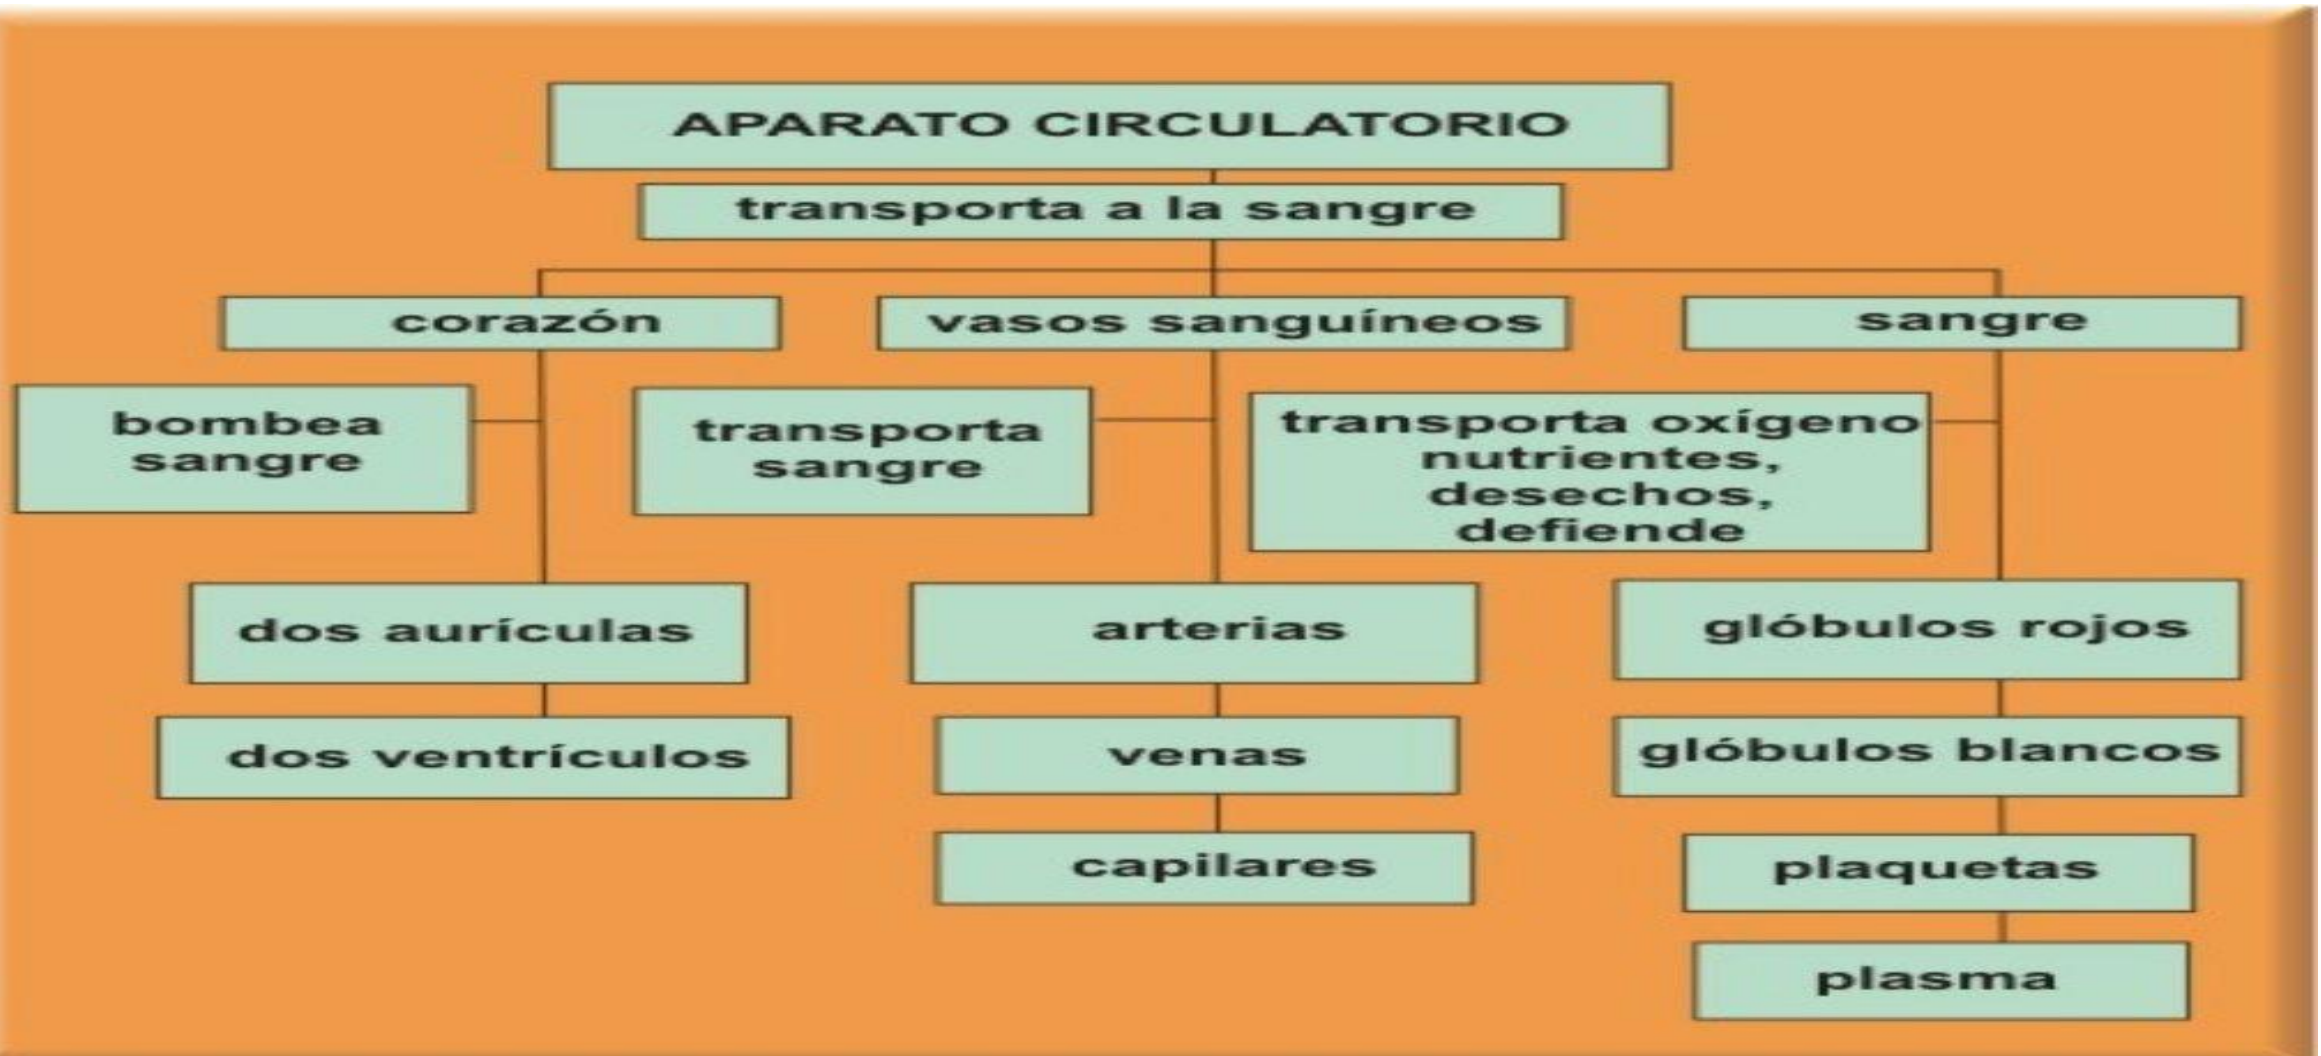 APARATO CIRCULATORIO
transporta a la sangre
corazón
vasos sanguíneos
sangre
bombea
sangre
transporta
sangre
transporta oxígeno
nutrientes,
desechos,
defiende
dos aurículas
arterias
glóbulos rojos
dos ventrículos
venas
glóbulos blancos
capilares
plaquetas
plasma